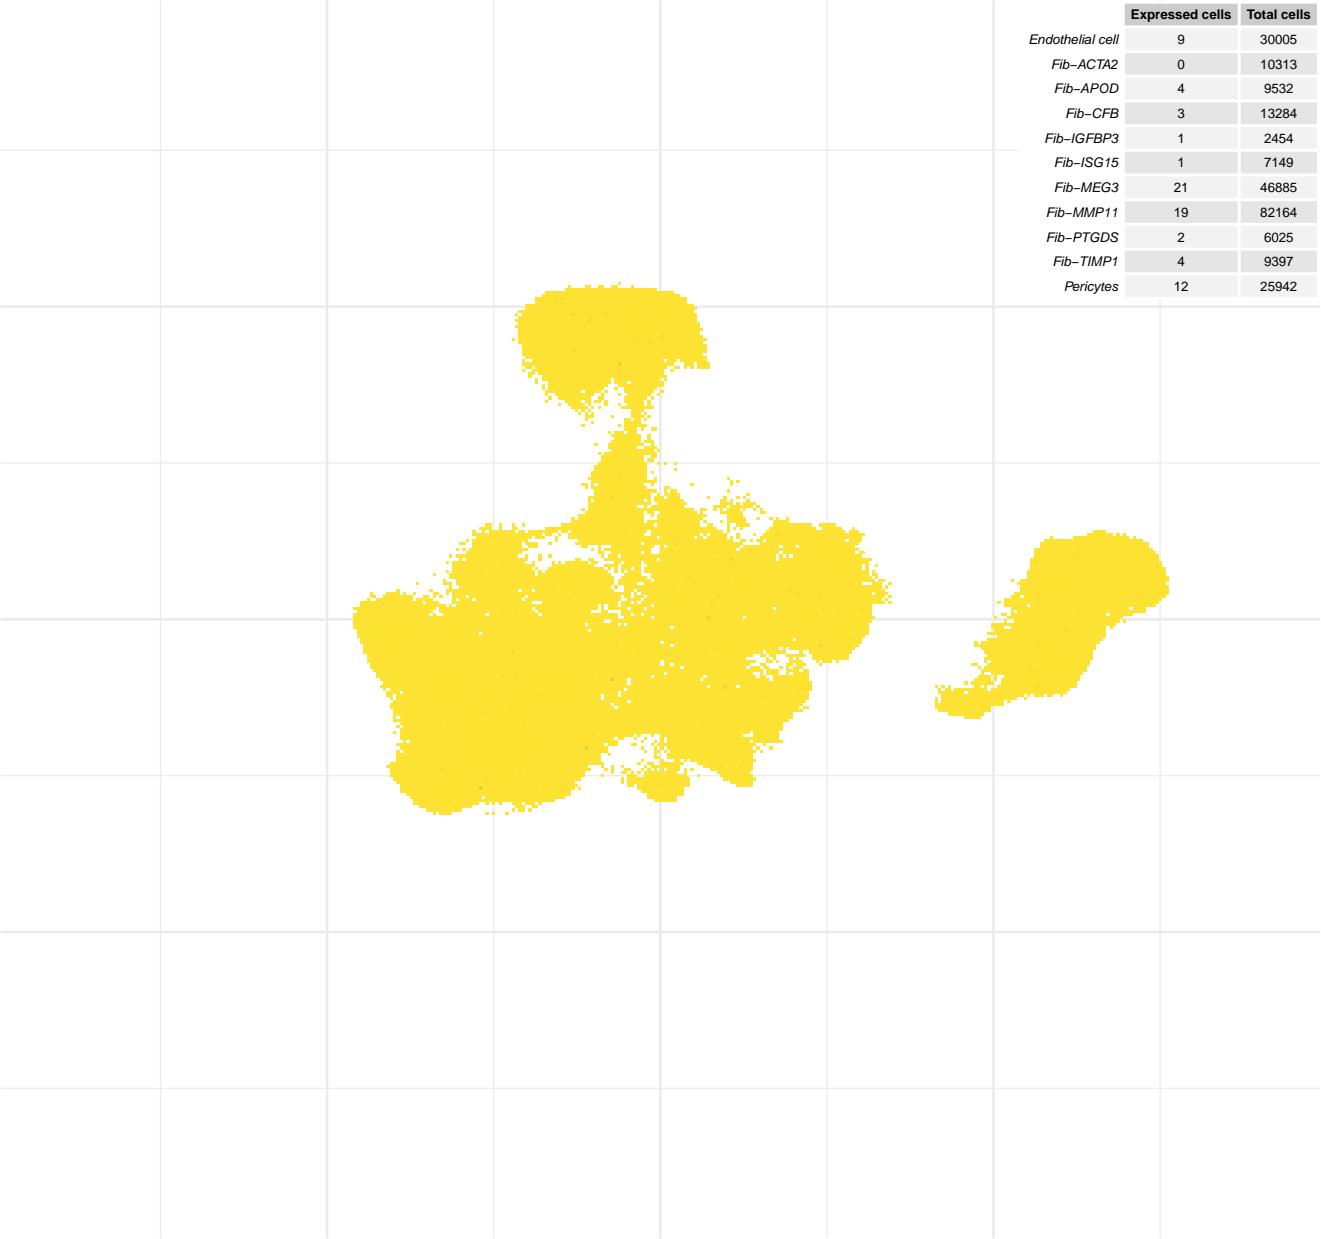 Expressed cells Total cells
Endothelial cell 9 30005
Fib−ACTA2 0 10313
Fib−APOD 4 9532
Fib−CFB 3 13284
Fib−IGFBP3 1 2454
Fib−ISG15 1 7149
Fib−MEG3 21 46885
Fib−MMP11 19 82164
Fib−PTGDS 2 6025
Fib−TIMP1 4 9397
Pericytes 12 25942